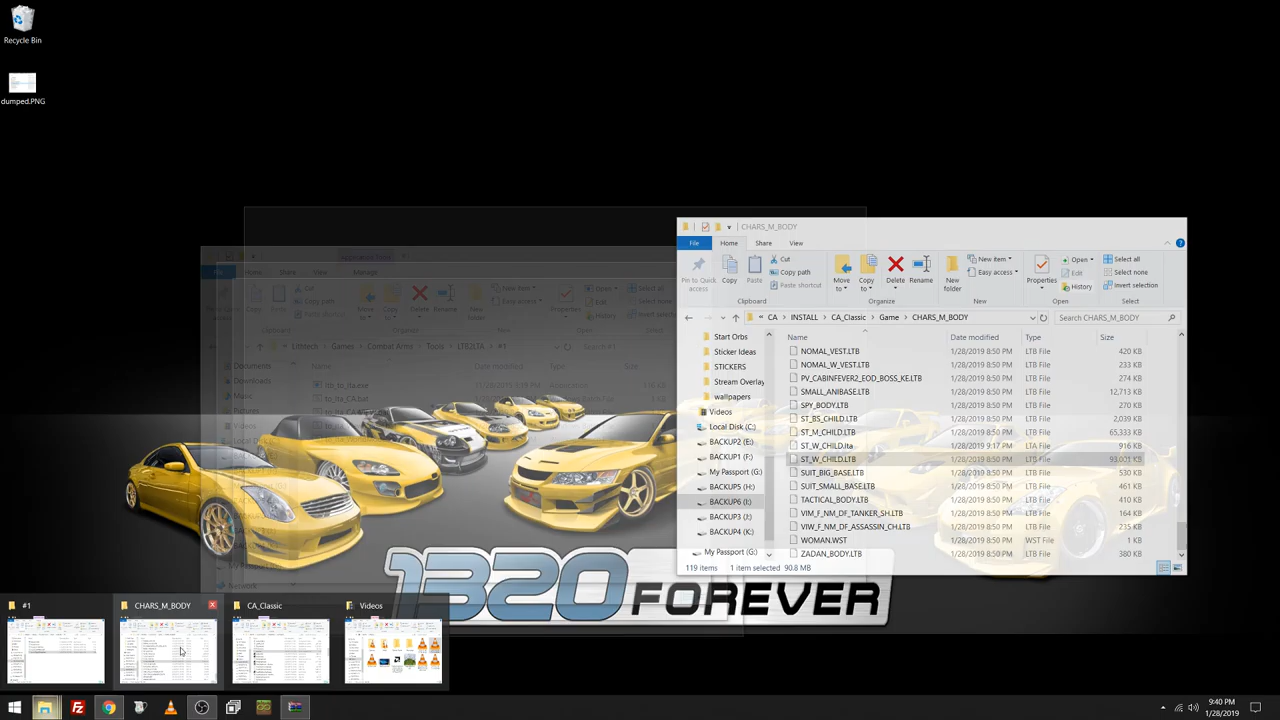 Recycle Bin
dumped.PNG
CHARS_M_BODY
File Home Share View
Pin to Quick access
Copy
Paste
Cut
Copy path
Paste shortcut
Move to
Copy to
Delete
Rename
New folder
New item
Easy access
Properties
Open
Edit
History
Select all
Select none
Invert selection
Clipboard Organize New Open Select
CA INSTALL CA_Classic Game CHARS_M_BODY
Search CHARS_M_BODY
Start Orbs
Sticker Ideas
STICKERS
Stream Overlay
wallpapers
Videos
Local Disk (C:)
BACKUP2 (E:)
BACKUP1 (F:)
My Passport (G:)
BACKUP5 (H:)
BACKUP6 (I:)
BACKUP3 (J:)
BACKUP4 (K:)
My Passport (G:)
Name Date modified Type Size
NOMAL_VEST.LTB 1/28/2019 8:50 PM LTB File 420 KB
NOMAL_W_VEST.LTB 1/28/2019 8:50 PM LTB File 233 KB
PV_CABINFEVER2_EOD_BOSS_KE.LTB 1/28/2019 8:50 PM LTB File 274 KB
SMALL_ANIBASE.LTB 1/28/2019 8:50 PM LTB File 12,713 KB
SPY_BODY.LTB 1/28/2019 8:50 PM LTB File 270 KB
ST_BS_CHILD.LTB 1/28/2019 8:50 PM LTB File 2,039 KB
ST_M_CHILD.LTB 1/28/2019 8:50 PM LTB File 65,333 KB
ST_W_CHILD.lta 1/28/2019 9:17 PM LTA File 916 KB
ST_W_CHILD.LTB 1/28/2019 8:50 PM LTB File 93,001 KB
SUIT_BIG_BASE.LTB 1/28/2019 8:50 PM LTB File 530 KB
SUIT_SMALL_BASE.LTB 1/28/2019 8:50 PM LTB File 461 KB
TACTICAL_BODY.LTB 1/28/2019 8:50 PM LTB File 410 KB
VIM_F_NM_DF_TANKER_SH.LTB 1/28/2019 8:50 PM LTB File 164 KB
VIW_F_NM_DF_ASSASSIN_CH.LTB 1/28/2019 8:50 PM LTB File 235 KB
WOMAN.WST 1/28/2019 8:50 PM WST File 1 KB
ZADAN_BODY.LTB 1/28/2019 8:50 PM LTB File 380 KB
119 items 1 item selected 90.8 MB
Lithtech Games Combat Arms Tools LTB2LTA #1
Documents
Downloads
Music
Pictures
Videos
ltb_to_lta.exe
Network
1320 FOREVER
#1
CHARS_M_BODY
CA_Classic
Videos
9:40 PM
1/28/2019